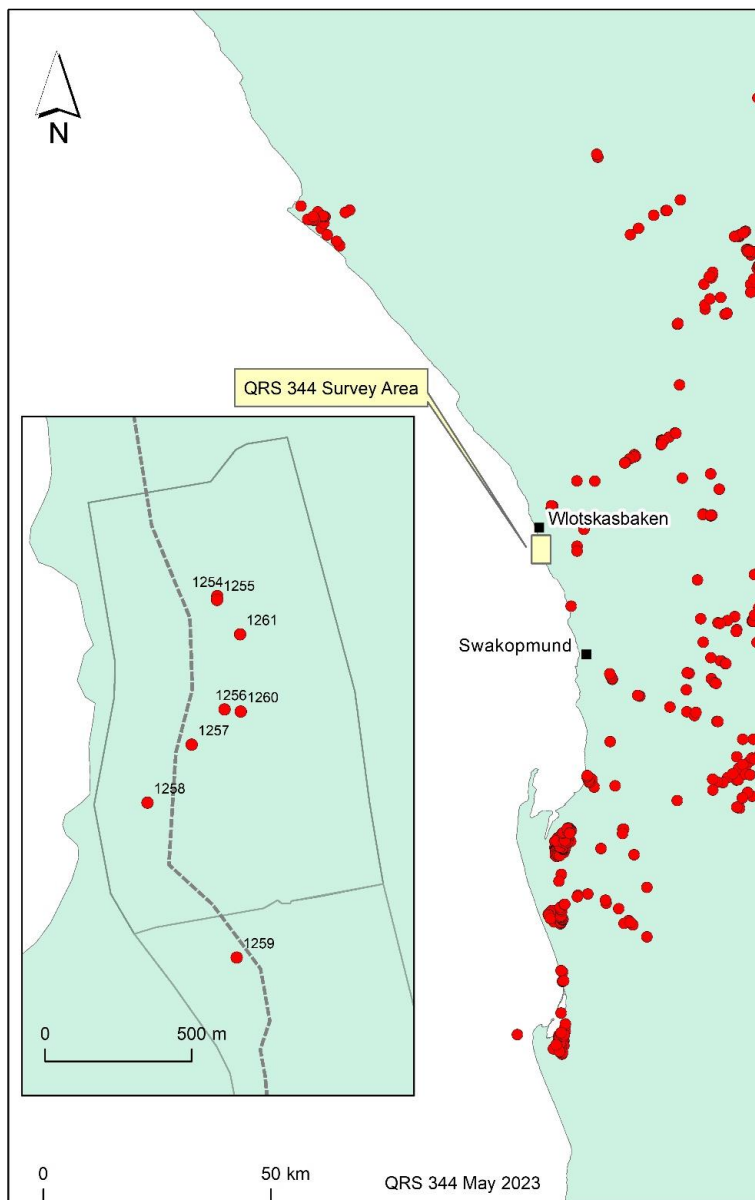 N
QRS 344 Survey Area
Wlotskasbaken
Swakopmund
1254
1255
1261
1256
1260
1257
1258
1259
0 500 m
0 50 km
QRS 344 May 2023